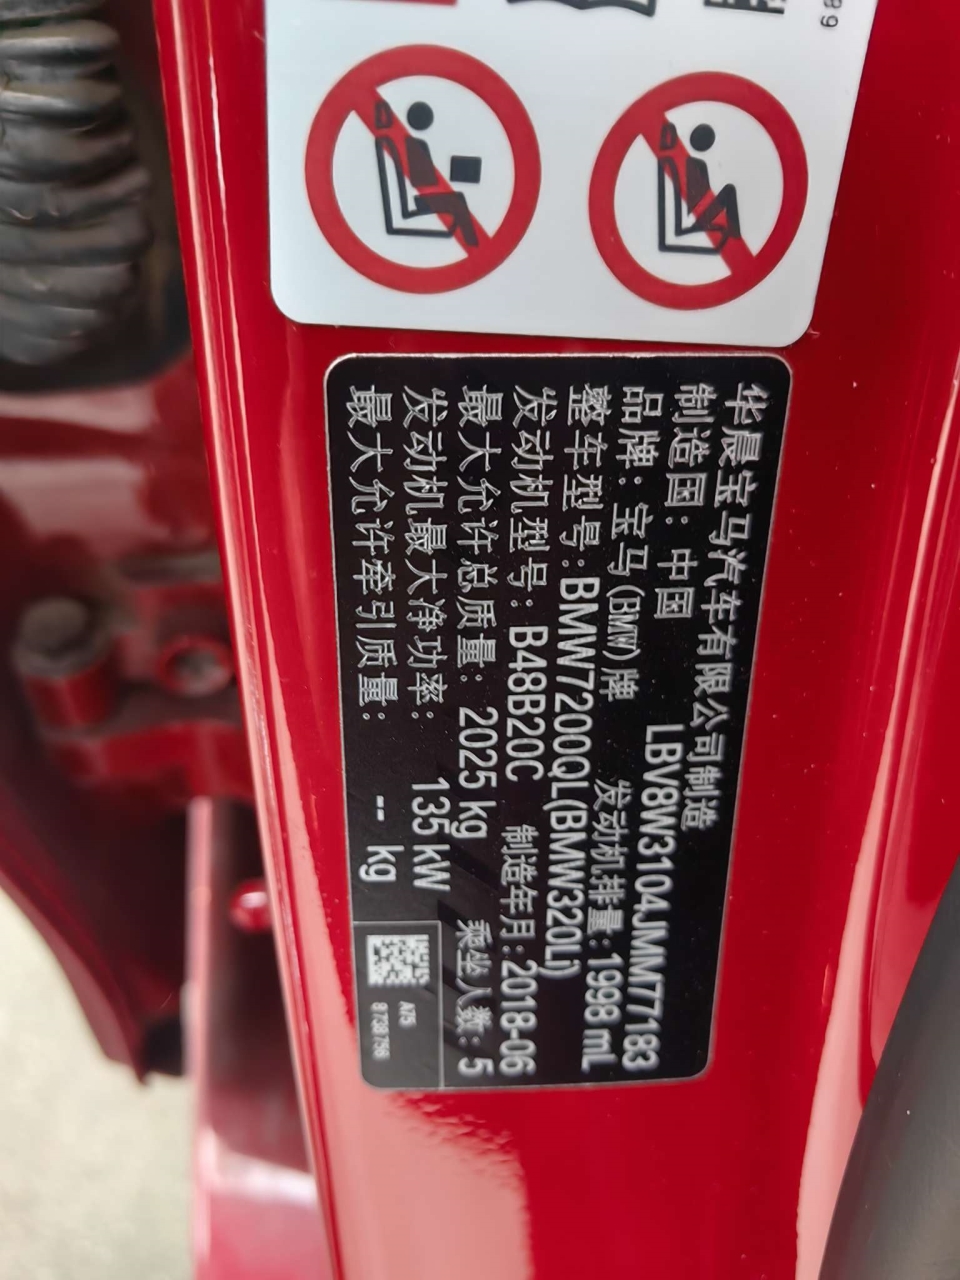 华晨宝马汽车有限公司制造
制造国：中国 LBV8W3104JMM77183
品牌：宝马(BMW)牌 发动机排量：1998 mL
整车型号：BMW7200QL(BMW320Li)
发动机型号：B48B20C 制造年月：2018-06
最大允许总质量：2025 kg 乘坐人数：5
发动机最大净功率：135 kW
最大允许牵引质量：-- kg
A75
8 738 756